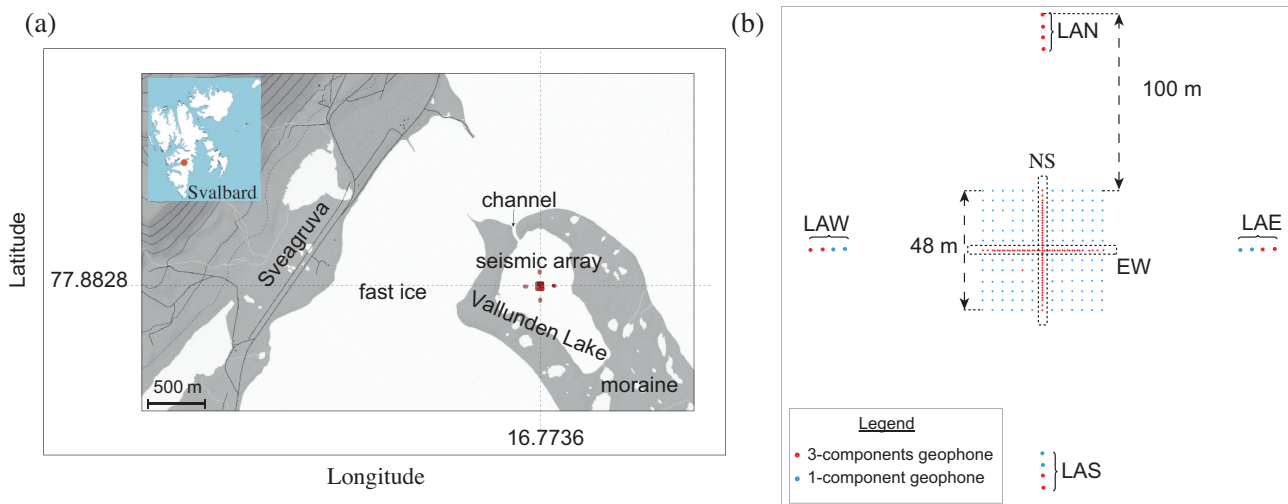 (a)
Svalbard
Sveagruva
channel
seismic array
fast ice
Vallunden Lake
moraine
500 m
Latitude
77.8828
16.7736
Longitude
(b)
LAN
100 m
NS
LAW
LAE
48 m
EW
Legend
3-components geophone
1-component geophone
LAS